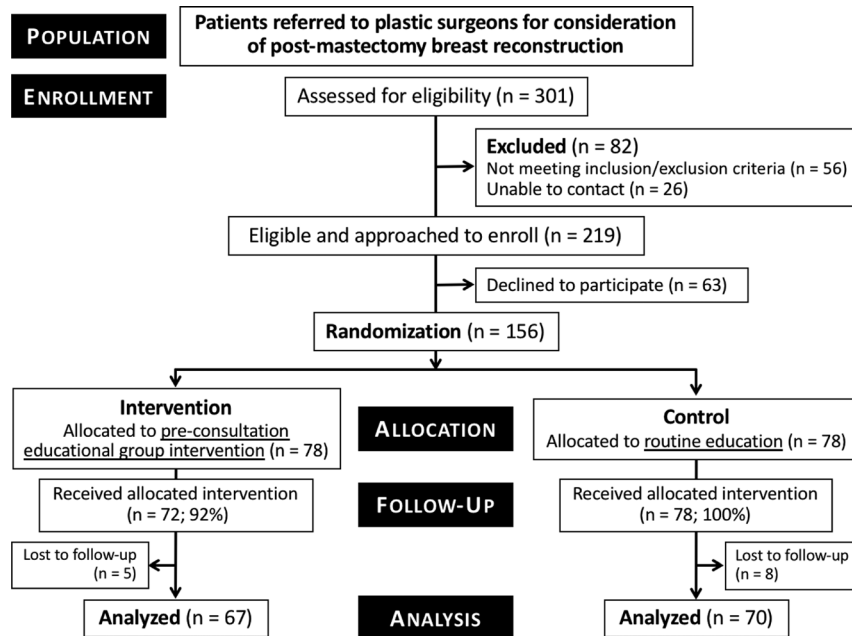 POPULATION
Patients referred to plastic surgeons for consideration
of post-mastectomy breast reconstruction
ENROLLMENT
Assessed for eligibility (n = 301)
Excluded (n = 82)
Not meeting inclusion/exclusion criteria (n = 56)
Unable to contact (n = 26)
Eligible and approached to enroll (n = 219)
Declined to participate (n = 63)
Randomization (n = 156)
Intervention
Allocated to pre-consultation
educational group intervention (n = 78)
ALLOCATION
Control
Allocated to routine education (n = 78)
Received allocated intervention
(n = 72; 92%)
FOLLOW-UP
Received allocated intervention
(n = 78; 100%)
Lost to follow-up
(n = 5)
Lost to follow-up
(n = 8)
Analyzed (n = 67)
ANALYSIS
Analyzed (n = 70)